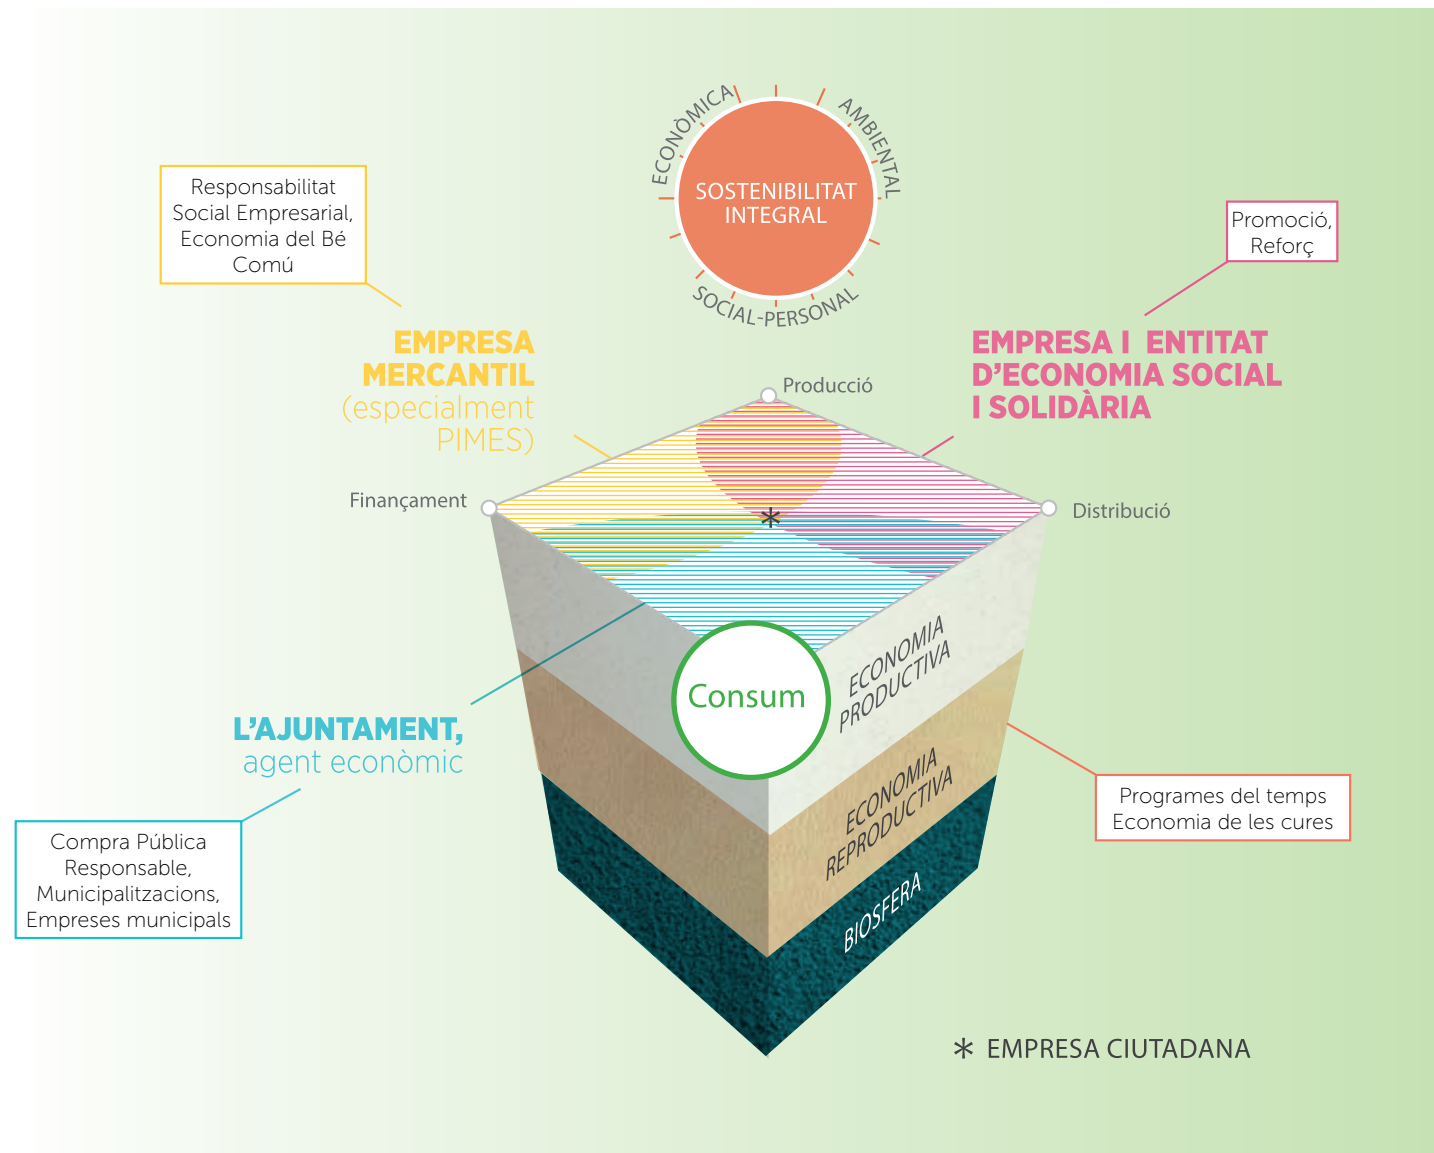 ECONÒMICA
AMBIENTAL
SOSTENIBILITAT
INTEGRAL
SOCIAL-PERSONAL
Responsabilitat
Social Empresarial,
Economia del Bé
Comú
Promoció,
Reforç
EMPRESA
MERCANTIL
(especialment
PIMES)
EMPRESA I ENTITAT
D'ECONOMIA SOCIAL
I SOLIDÀRIA
Producció
Finançament
Distribució
*
Consum
ECONOMIA
PRODUCTIVA
L'AJUNTAMENT,
agent econòmic
ECONOMIA
REPRODUCTIVA
Programes del temps
Economia de les cures
Compra Pública
Responsable,
Municipalitzacions,
Empreses municipals
BIOSFERA
* EMPRESA CIUTADANA